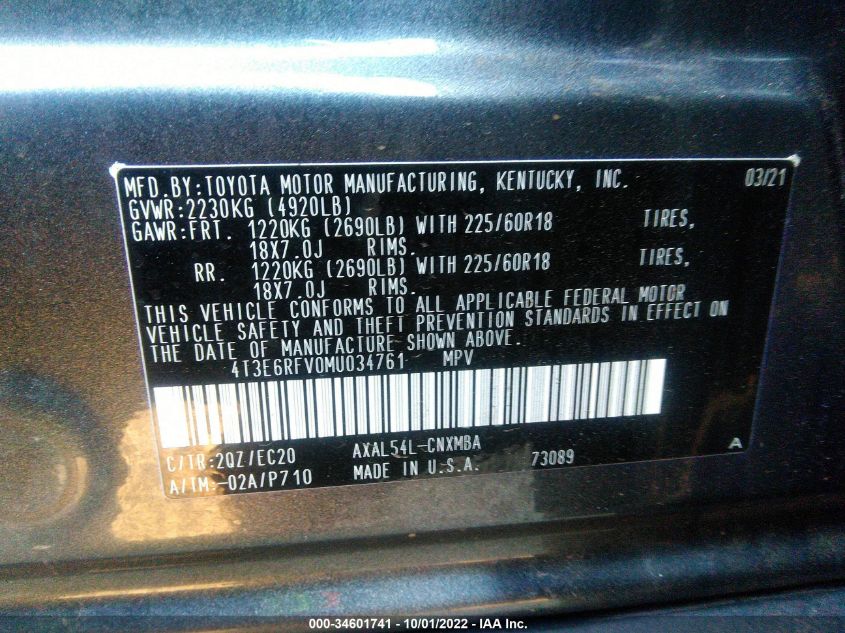 MFD.BY:TOYOTA MOTOR MANUFACTURING, KENTUCKY, INC. 03/21
GVWR:2230KG (4920LB)
GAWR:FRT. 1220KG (2690LB) WITH 225/60R18 TIRES,
18X7.0J RIMS.
RR. 1220KG (2690LB) WITH 225/60R18 TIRES,
18X7.0J RIMS.
THIS VEHICLE CONFORMS TO ALL APPLICABLE FEDERAL MOTOR
VEHICLE SAFETY AND THEFT PREVENTION STANDARDS IN EFFECT ON
THE DATE OF MANUFACTURE SHOWN ABOVE.
4T3E6RFV0MU034761 MPV
C/TR:2QZ/EC20 AXAL54L-CNXMBA A
A/TM:-02A/P710 MADE IN U.S.A. 73089
000-34601741 - 10/01/2022 - IAA Inc.